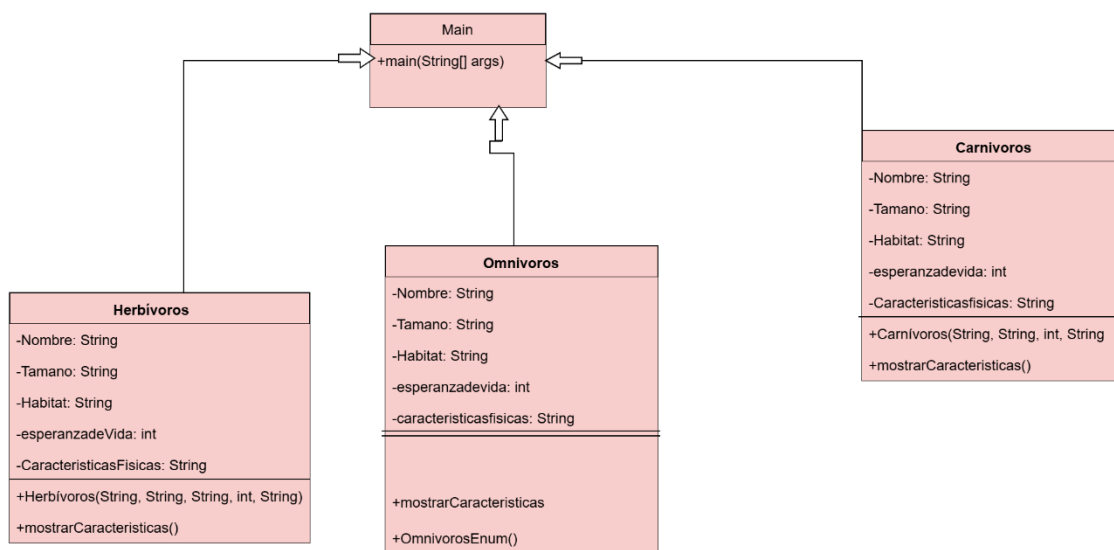 Main
+main(String[] args)
Herbívoros
-Nombre: String
-Tamano: String
-Habitat: String
-esperanzadeVida: int
-CaracteristicasFisicas: String
+Herbívoros(String, String, String, int, String)
+mostrarCaracteristicas()
Omnivoros
-Nombre: String
-Tamano: String
-Habitat: String
-esperanzadevida: int
-caracteristicasfisicas: String
+mostrarCaracteristicas
+OmnivorosEnum()
Carnivoros
-Nombre: String
-Tamano: String
-Habitat: String
-esperanzadevida: int
-Caracteristicasfisicas: String
+Carnívoros(String, String, int, String
+mostrarCaracteristicas()